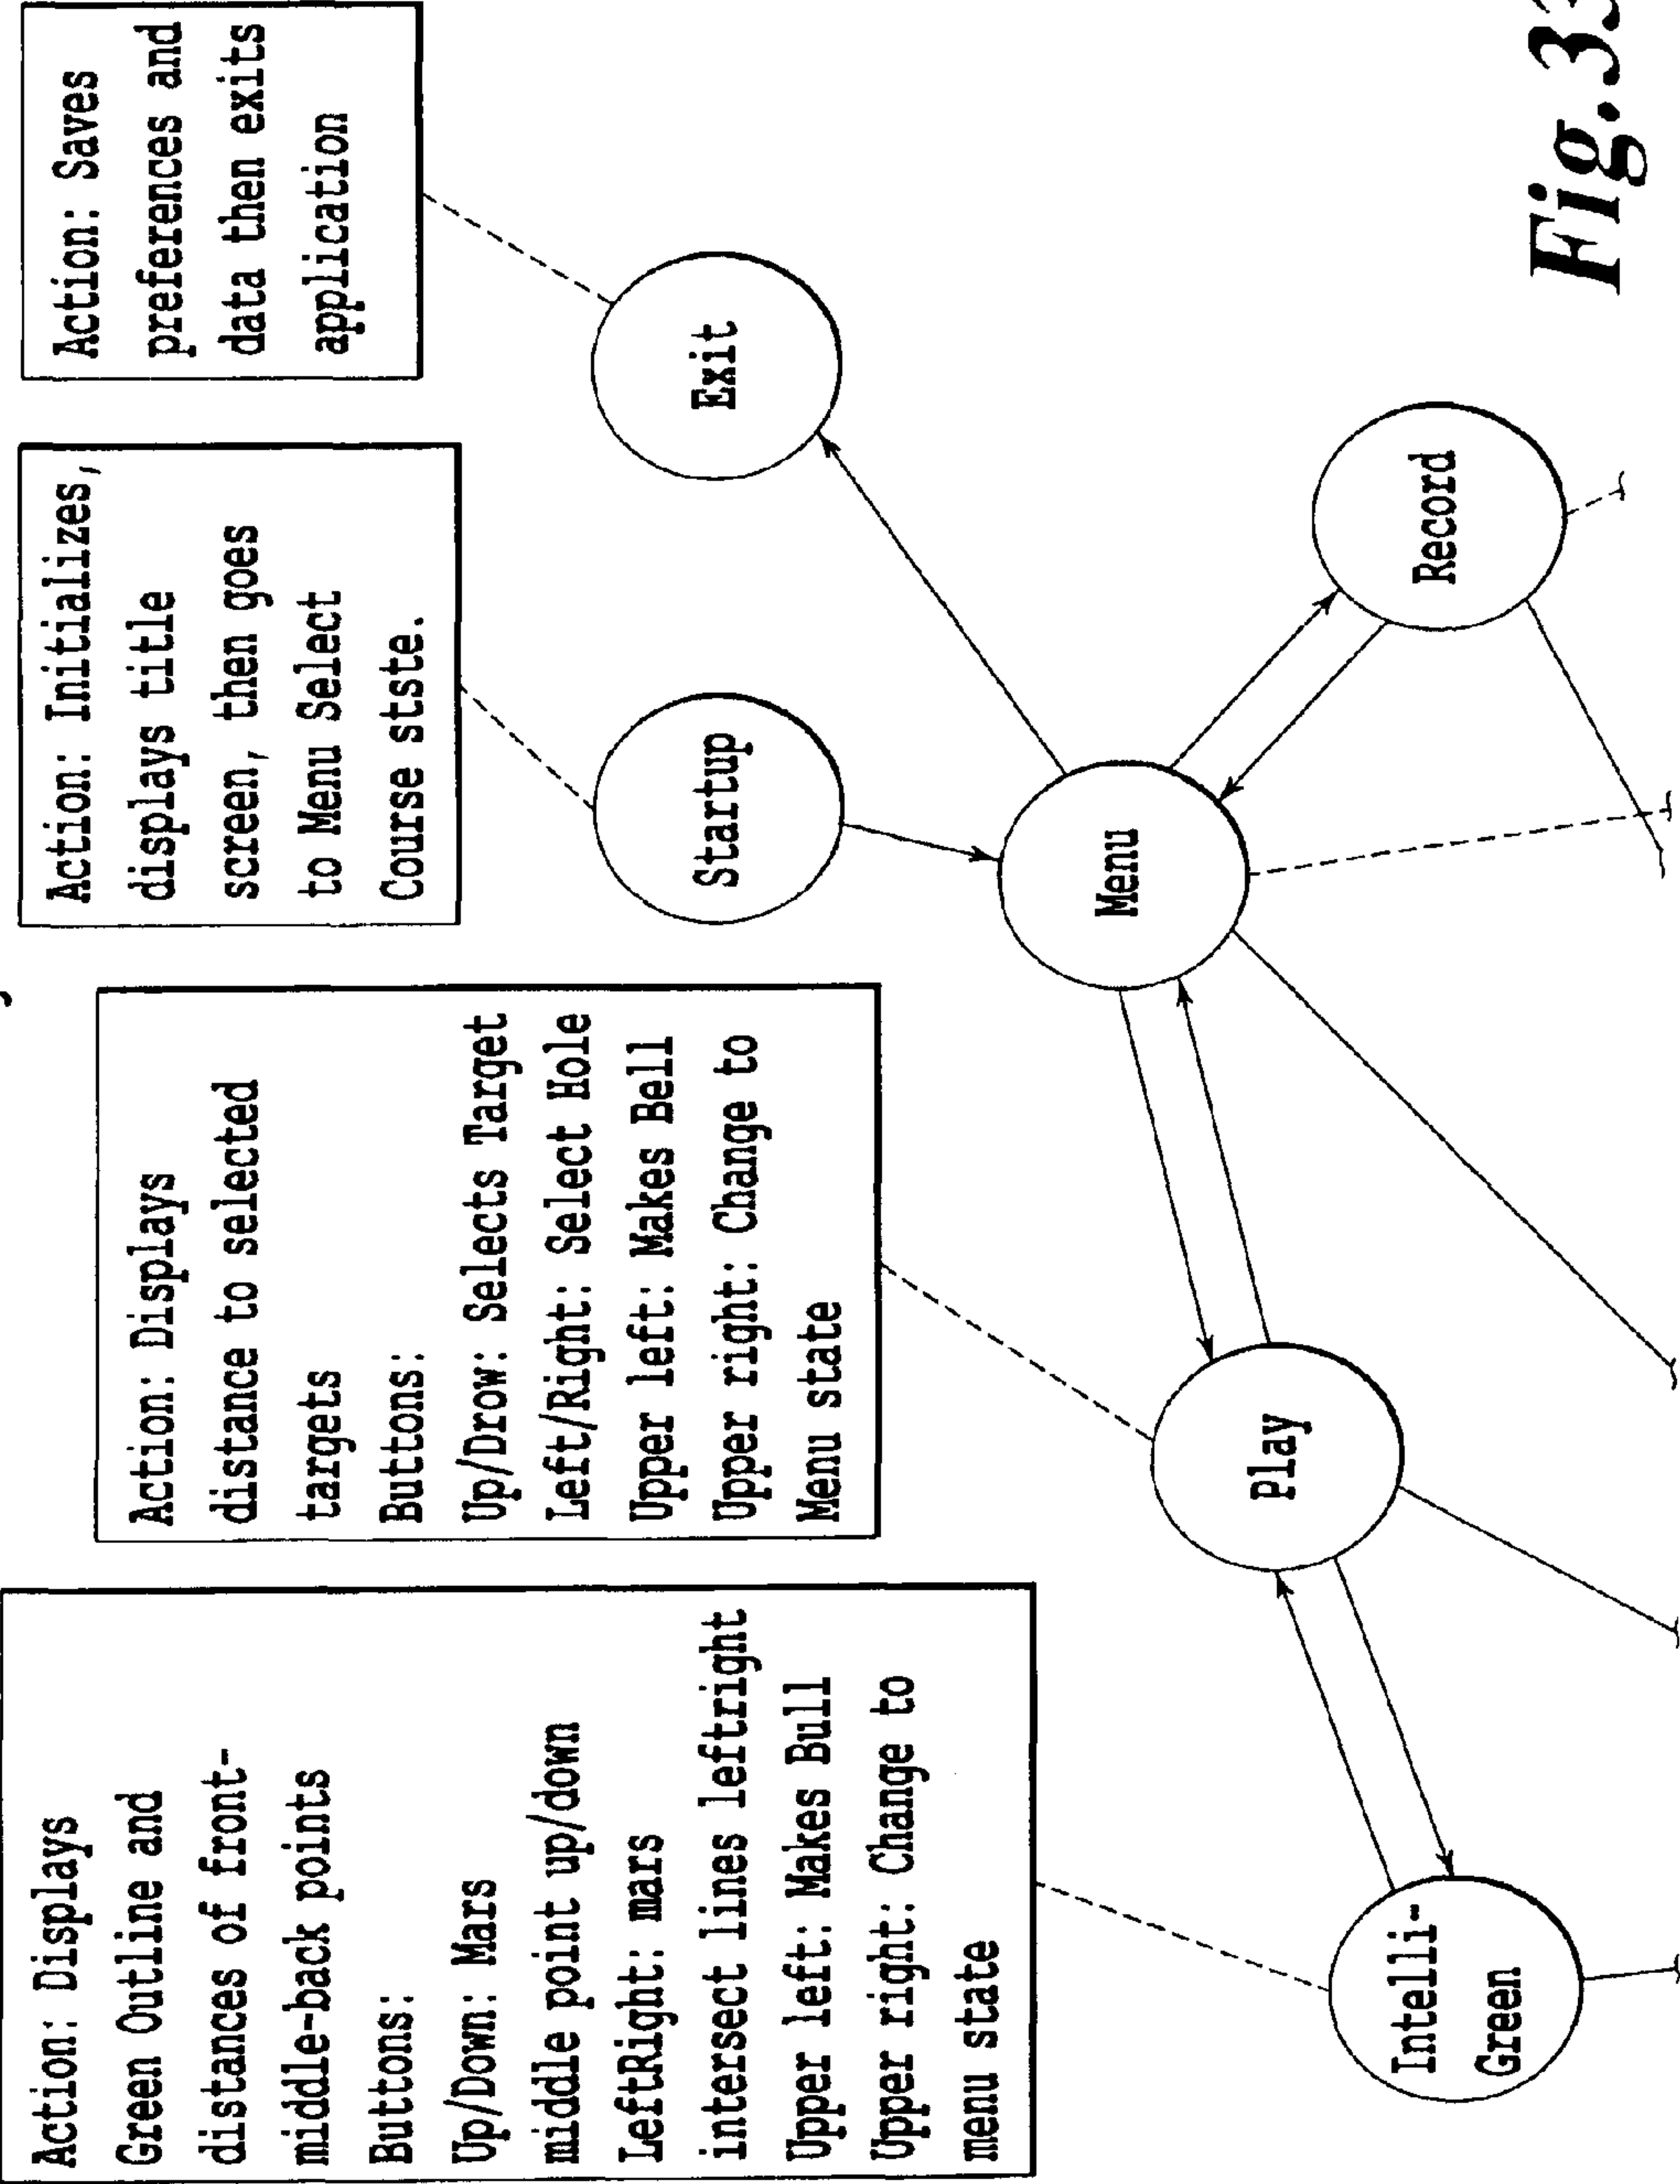 Action: Displays
Green Outline and
distances of front-
middle-back points
Buttons:
Up/Down: Mars
middle point up/down
LeftRight: mars
intersect lines leftright
Upper left: Makes Bull
Upper right: Change to
menu state
Action: Displays
distance to selected
targets
Buttons:
Up/Drow: Selects Target
Left/Right: Select Hole
Upper left: Makes Bell
Upper right: Change to
Menu state
Action: Initializes,
displays title
screen, then goes
to Menu Select
Course stste.
Action: Saves
preferences and
data then exits
application
Startup
Exit
Menu
Play
Record
Intelli-
Green
Fig.33